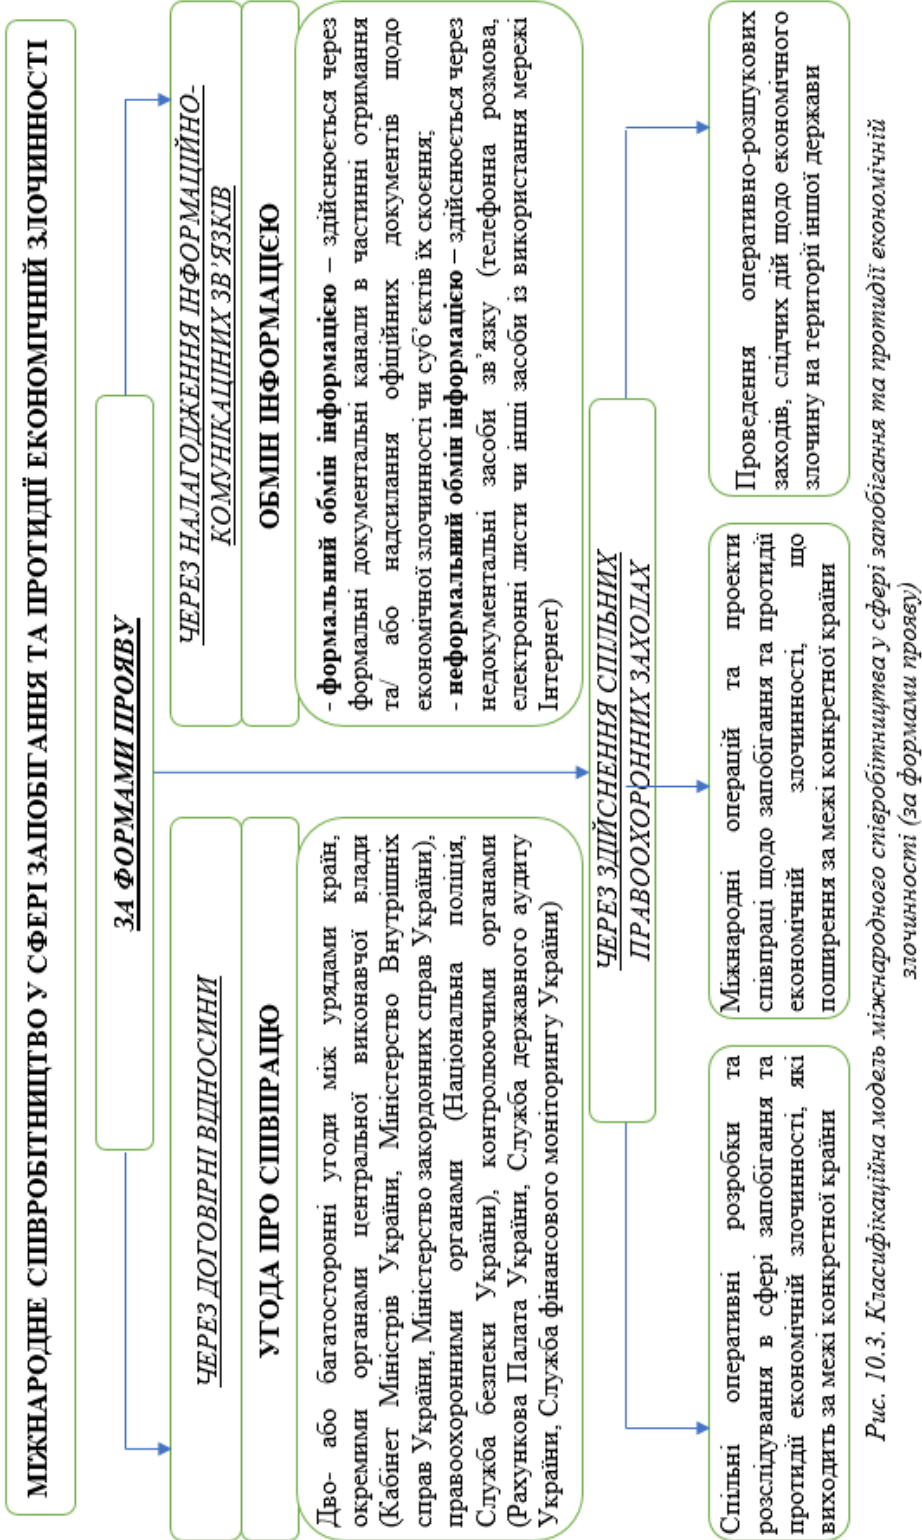 МІЖНАРОДНЕ СПІВРОБІТНИЦТВО У СФЕРІ ЗАПОБІГАННЯ ТА ПРОТИДІЇ ЕКОНОМІЧНІЙ ЗЛОЧИННОСТІ
ЗА ФОРМАМИ ПРОЯВУ
ЧЕРЕЗ ДОГОВІРНІ ВІДНОСИНИ
УГОДА ПРО СПІВПРАЦЮ
Дво- або багатосторонні угоди між урядами країн,
окремими органами центральної виконавчої влади
(Кабінет Міністрів України, Міністерство Внутрішніх
справ України, Міністерство закордонних справ України),
правоохоронними органами (Національна поліція,
Служба безпеки України), контролюючими органами
(Рахункова Палата України, Служба державного аудиту
України, Служба фінансового моніторингу України)
ЧЕРЕЗ НАЛАГОДЖЕННЯ ІНФОРМАЦІЙНО-
КОМУНІКАЦІЙНИХ ЗВ’ЯЗКІВ
ОБМІН ІНФОРМАЦІЄЮ
- формальний обмін інформацією – здійснюється через
формальні документальні канали в частинні отримання
та/ або надсилання офіційних документів щодо
економічної злочинності чи суб’єктів їх скоєння;
- неформальний обмін інформацією – здійснюється через
недокументальні засоби зв’язку (телефонна розмова,
електронні листи чи інші засоби із використання мережі
Інтернет)
ЧЕРЕЗ ЗДІЙСНЕННЯ СПІЛЬНИХ
ПРАВООХОРОННИХ ЗАХОДАХ
Спільні оперативні розробки та
розслідування в сфері запобігання та
протидії економічній злочинності, які
виходить за межі конкретної країни
Міжнародні операцій та проекти
співпраці щодо запобігання та протидії
економічній злочинності, що
поширення за межі конкретної країни
Проведення оперативно-розшукових
заходів, слідчих дій щодо економічного
злочину на території іншої держави
Рис. 10.3. Класифікаційна модель міжнародного співробітництва у сфері запобігання та протидії економічній
злочинності (за формами прояву)